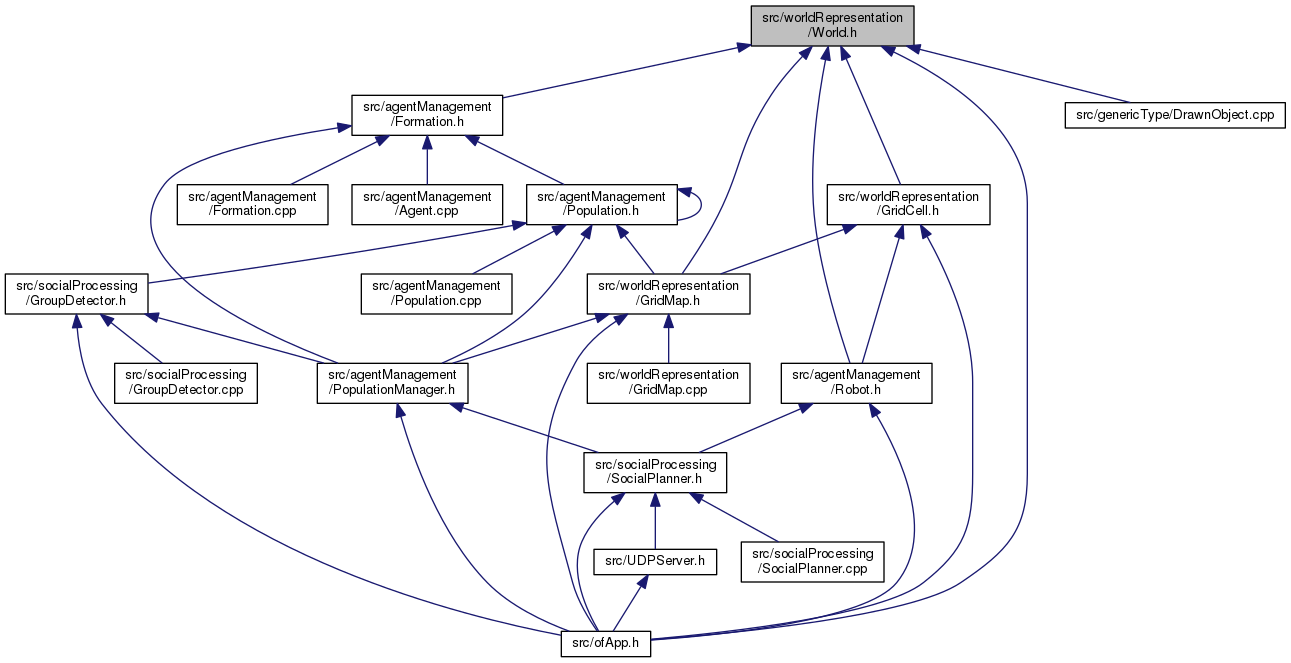 src/worldRepresentation
/World.h
src/agentManagement
/Formation.h
src/genericType/DrawnObject.cpp
src/agentManagement
/Formation.cpp
src/agentManagement
/Agent.cpp
src/agentManagement
/Population.h
src/worldRepresentation
/GridCell.h
src/socialProcessing
/GroupDetector.h
src/agentManagement
/Population.cpp
src/worldRepresentation
/GridMap.h
src/socialProcessing
/GroupDetector.cpp
src/agentManagement
/PopulationManager.h
src/worldRepresentation
/GridMap.cpp
src/agentManagement
/Robot.h
src/socialProcessing
/SocialPlanner.h
src/UDPServer.h
src/socialProcessing
/SocialPlanner.cpp
src/ofApp.h